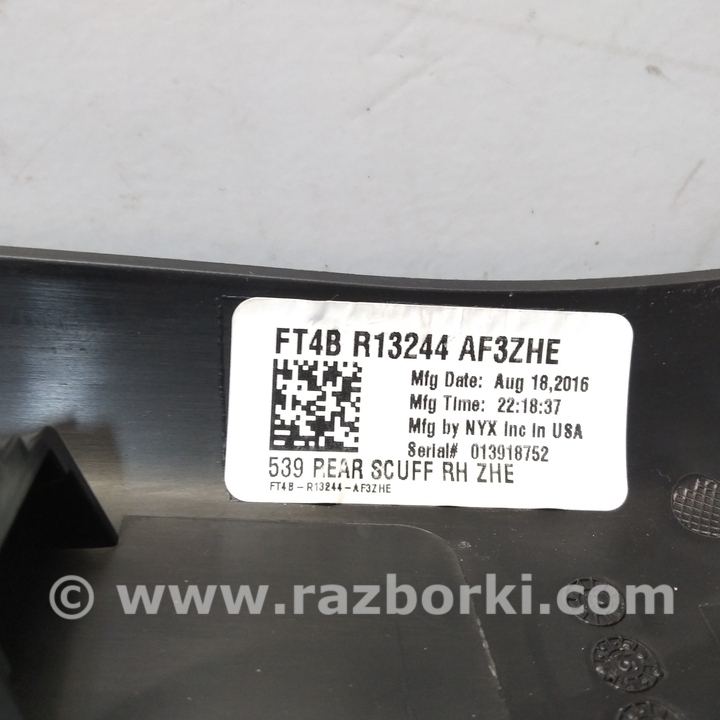 FT4B R13244 AF3ZHE
Mfg Date: Aug 18,2016
Mfg Time: 22:18:37
Mfg by NYX Inc in USA
Serial# 013918752
539 REAR SCUFF RH ZHE
FT4B-R13244-AF3ZHE
© www.razborki.com